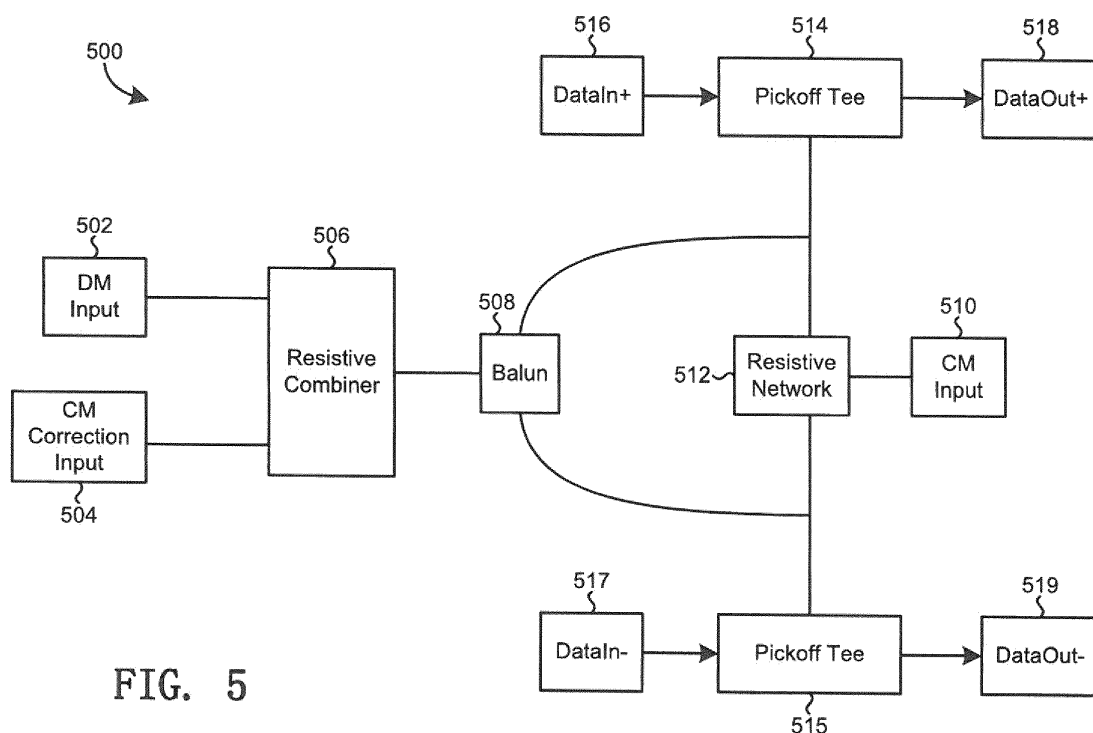 500
516
514
518
DataIn+
Pickoff Tee
DataOut+
502
DM
Input
506
Resistive
Combiner
CM
Correction
Input
504
508
Balun
512
Resistive
Network
510
CM
Input
517
519
DataIn-
Pickoff Tee
DataOut-
515
FIG. 5